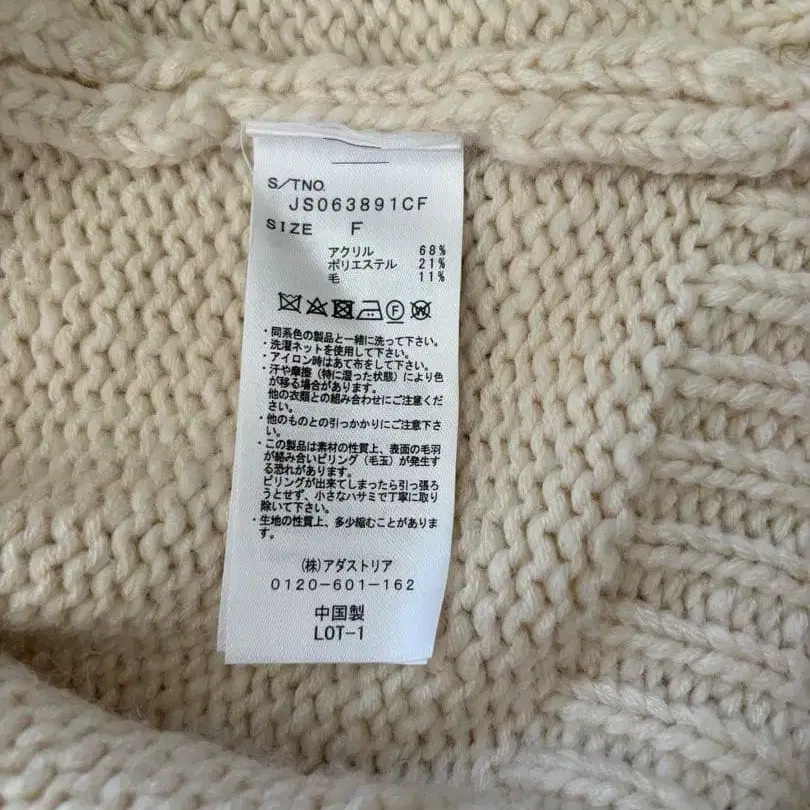 S/TNO.
JS063891CF
SIZE F
アクリル 68%
ポリエステル 21%
毛 11%
・同系色の製品と一緒に洗って下さい。
・洗濯ネットを使用して下さい。
・アイロン時はあて布をして下さい。
・汗や摩擦(特に湿った状態)により色
が移る場合があります。
他の衣類との組み合わせにご注意くだ
さい。
・他のものとの引っかかりにご注意下さ
い。
・この製品は素材の性質上、表面の毛羽
が絡み合いピリング(毛玉)が発生す
る恐れがあります。
ピリングが出来てしまったら引っ張ろ
うとせず、小さなハサミで丁寧に取り
除いて下さい。
・生地の性質上、多少縮むことがありま
す。
(株)アダストリア
0120-601-162
中国製
LOT-1